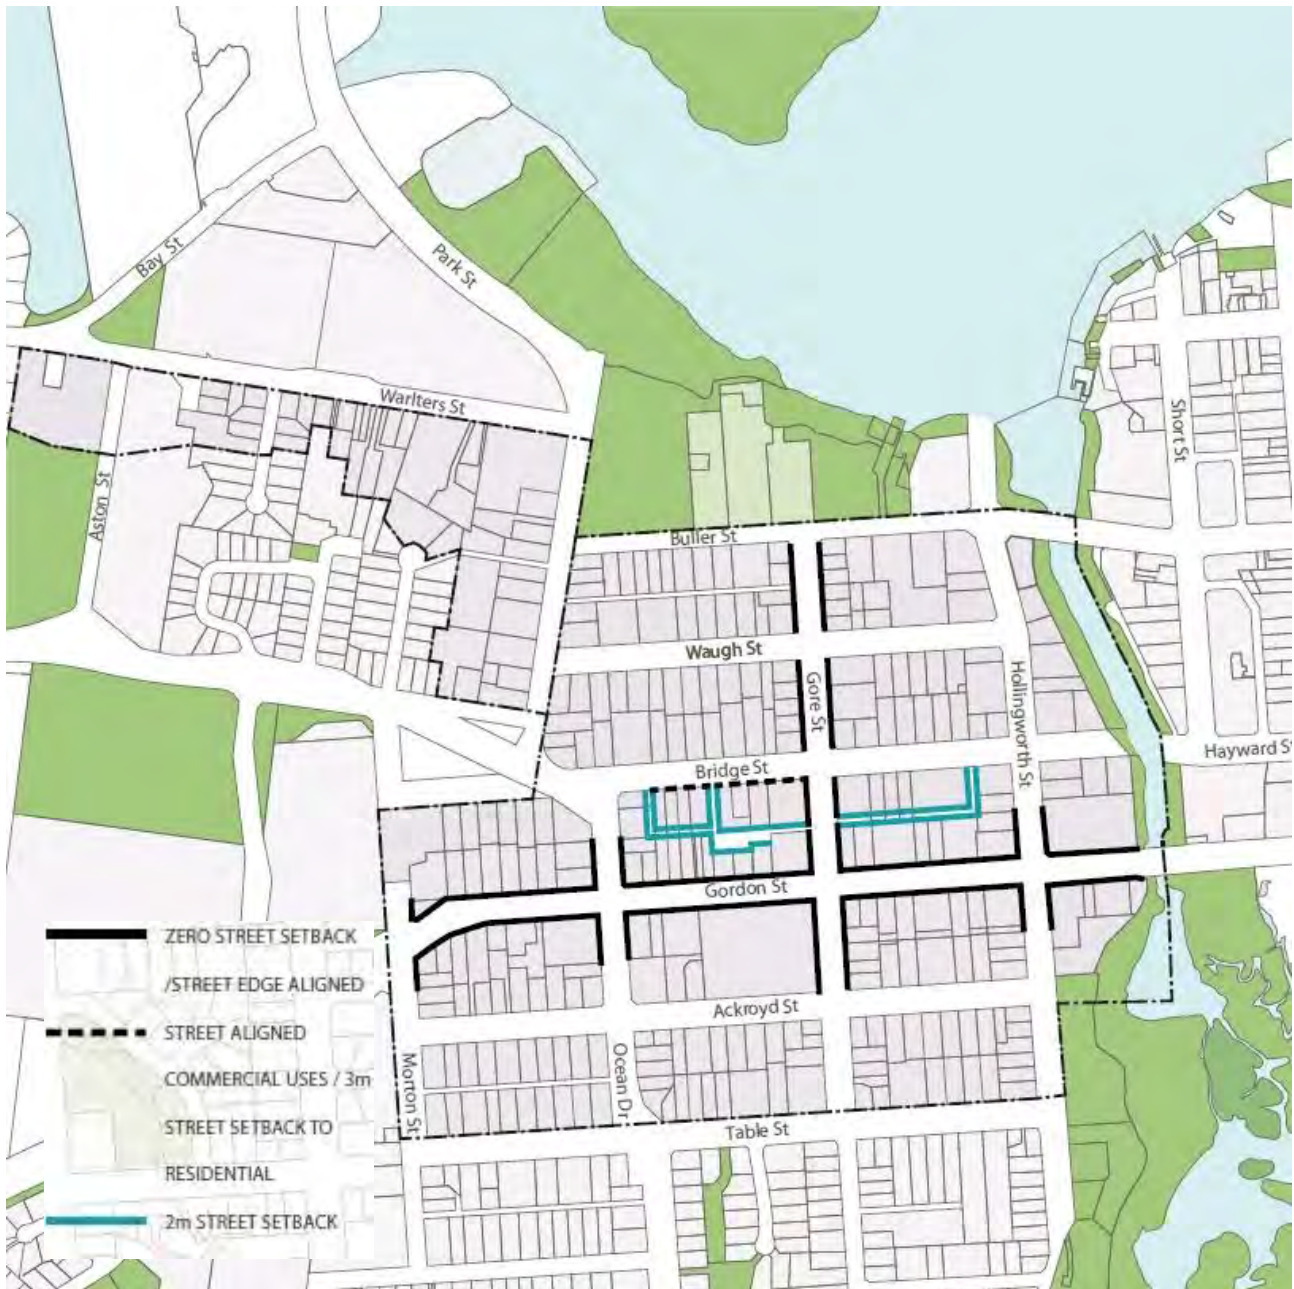 Bay St
Park St
Warlters St
Short St
Aston St
Buller St
Waugh St
Gore St
Hollingworth St
Hayward St
Bridge St
Gordon St
ZERO STREET SETBACK
/STREET EDGE ALIGNED
STREET ALIGNED
COMMERCIAL USES / 3m
STREET SETBACK TO
RESIDENTIAL
2m STREET SETBACK
Ackroyd St
Morton St
Ocean Dr
Table St